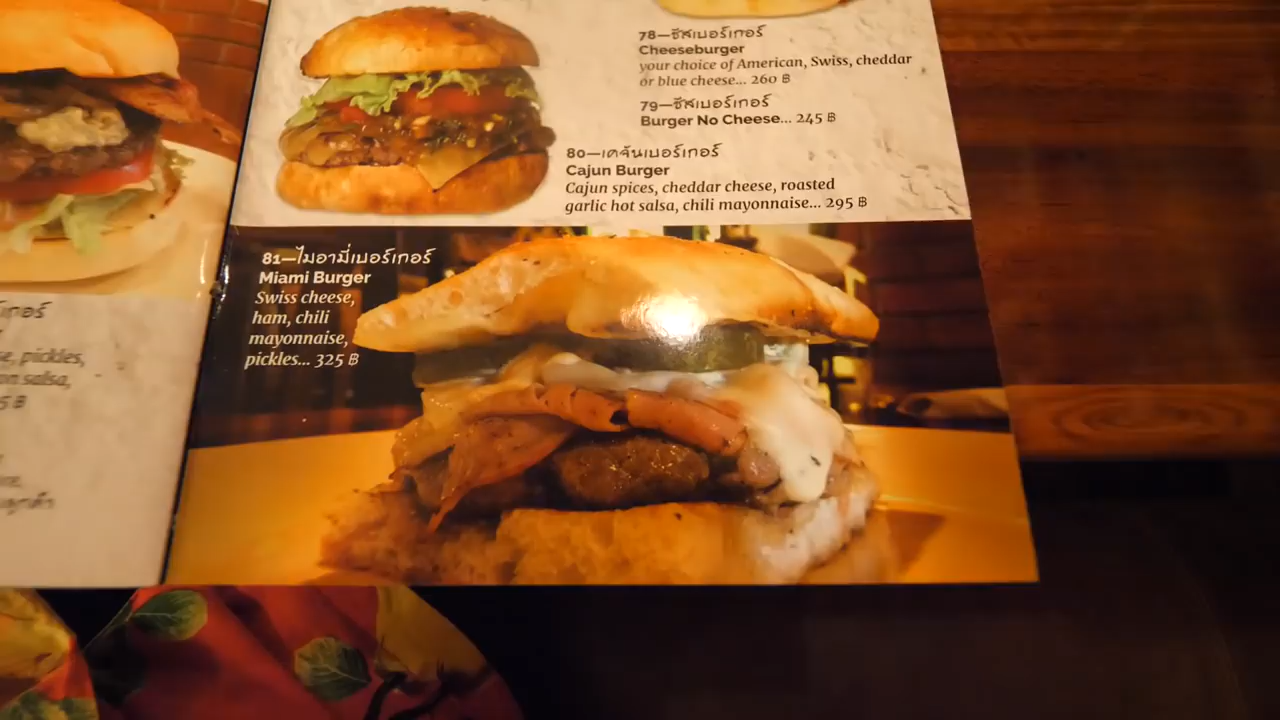 78—ชีสเบอร์เกอร์
Cheeseburger
your choice of American, Swiss, cheddar
or blue cheese... 260 ฿
79—ชีสเบอร์เกอร์
Burger No Cheese... 245 ฿
80—เคจันเบอร์เกอร์
Cajun Burger
Cajun spices, cheddar cheese, roasted
garlic hot salsa, chili mayonnaise... 295 ฿
81—ไมอามี่เบอร์เกอร์
Miami Burger
Swiss cheese,
ham, chili
mayonnaise,
pickles... 325 ฿
pickles,
salsa,